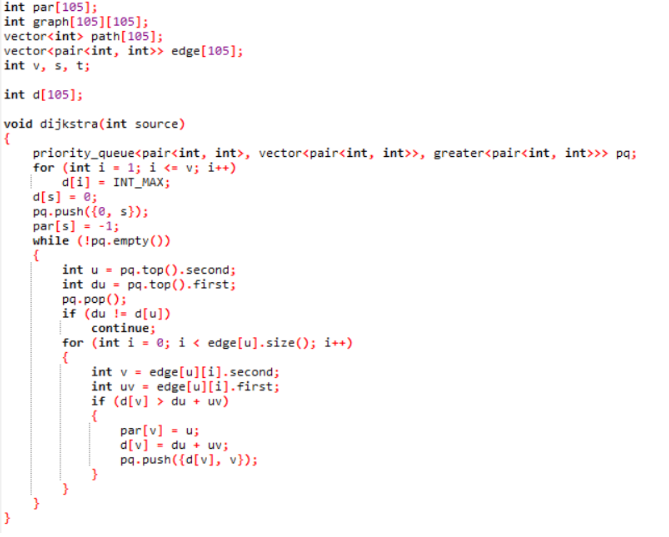 int par[105];
int graph[105][105];
vector<int> path[105];
vector<pair<int, int>> edge[105];
int v, s, t;

int d[105];

void dijkstra(int source)
{
    priority_queue<pair<int, int>, vector<pair<int, int>>, greater<pair<int, int>>> pq;
    for (int i = 1; i <= v; i++)
        d[i] = INT_MAX;
    d[s] = 0;
    pq.push({0, s});
    par[s] = -1;
    while (!pq.empty())
    {
        int u = pq.top().second;
        int du = pq.top().first;
        pq.pop();
        if (du != d[u])
            continue;
        for (int i = 0; i < edge[u].size(); i++)
        {
            int v = edge[u][i].second;
            int uv = edge[u][i].first;
            if (d[v] > du + uv)
            {
                par[v] = u;
                d[v] = du + uv;
                pq.push({d[v], v});
            }
        }
    }
}